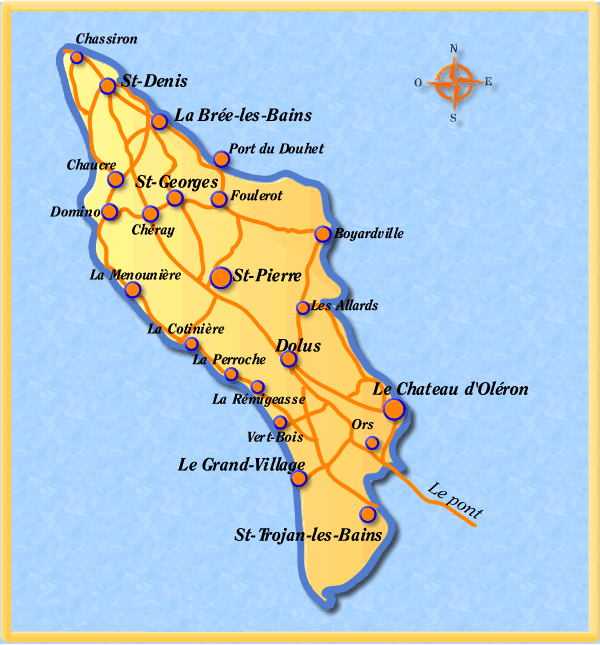 Chassiron
N
O
E
S
St-Denis
La Brée-les-Bains
Port du Douhet
Chaucre
St-Georges
Foulerot
Domino
Chéray
Boyardville
La Menounière
St-Pierre
Les Allards
La Cotinière
Dolus
La Perroche
Le Chateau d'Oléron
La Rémigeasse
Ors
Vert-Bois
Le Grand-Village
Le pont
St-Trojan-les-Bains